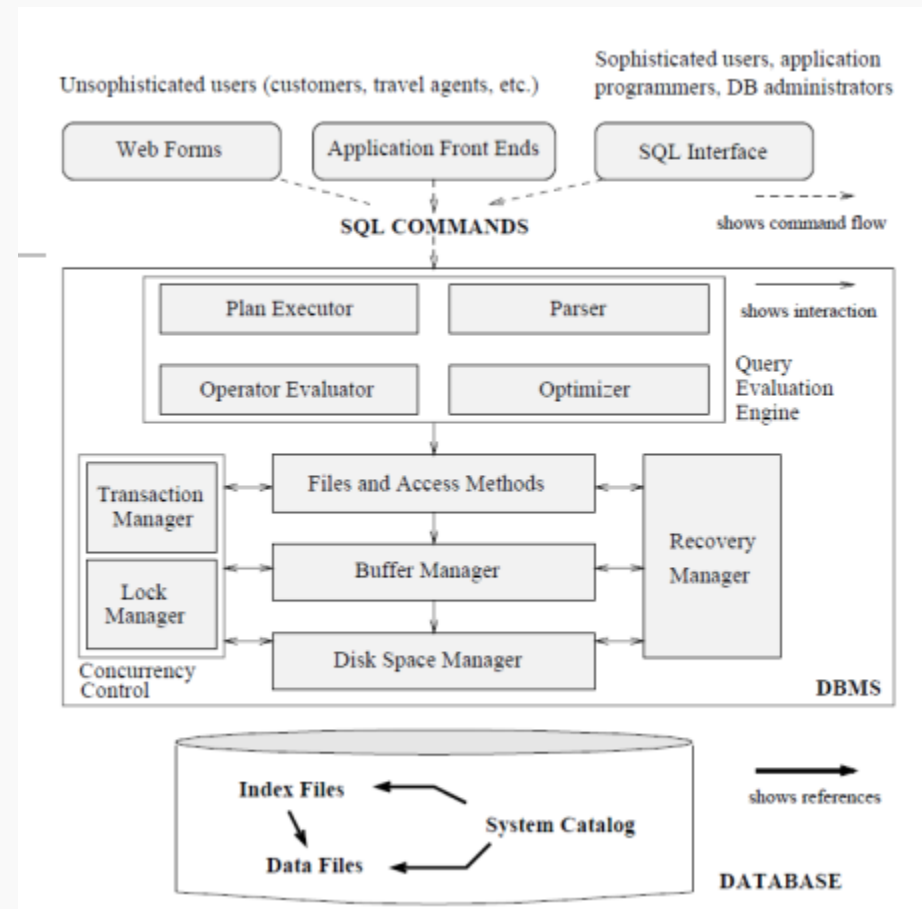 Unsophisticated users (customers, travel agents, etc.)
Sophisticated users, application
programmers, DB administrators
Web Forms
Application Front Ends
SQL Interface
SQL COMMANDS
shows command flow
Plan Executor
Parser
shows interaction
Operator Evaluator
Optimizer
Query
Evaluation
Engine
Transaction
Manager
Files and Access Methods
Recovery
Manager
Buffer Manager
Lock
Manager
Disk Space Manager
Concurrency
Control
DBMS
Index Files
shows references
System Catalog
Data Files
DATABASE